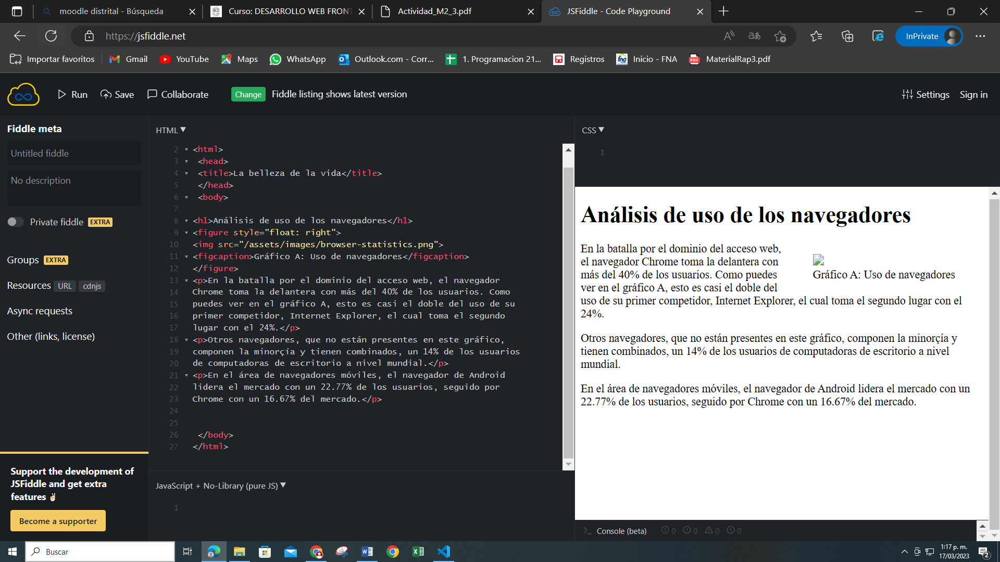 moodle distrital - Búsqueda
Curso: DESARROLLO WEB FRONT
Actividad_M2_3.pdf
JSFiddle - Code Playground
https://jsfiddle.net
InPrivate
Importar favoritos
Gmail
YouTube
Maps
WhatsApp
Outlook.com - Corr...
1. Programacion 21...
Registros
Inicio - FNA
MaterialRap3.pdf
Run
Save
Collaborate
Change
Fiddle listing shows latest version
Settings
Sign in
Fiddle meta
Untitled fiddle
No description
Private fiddle EXTRA
Groups EXTRA
Resources URL cdnjs
Async requests
Other (links, license)
Support the development of
JSFiddle and get extra
features ✌🏻
Become a supporter
HTML ▼
2 <html>
3 <head>
4 <title>La belleza de la vida</title>
5 </head>
6 <body>
7
8 <h1>Análisis de uso de los navegadores</h1>
9 <figure style="float: right">
10 <img src="/assets/images/browser-statistics.png">
11 <figcaption>Gráfico A: Uso de navegadores</figcaption>
12 </figure>
13 <p>En la batalla por el dominio del acceso web, el navegador
14 Chrome toma la delantera con más del 40% de los usuarios. Como
15 puedes ver en el gráfico A, esto es casi el doble del uso de su
16 primer competidor, Internet Explorer, el cual toma el segundo
17 lugar con el 24%.</p>
18 <p>Otros navegadores, que no están presentes en este gráfico,
19 componen la minorçía y tienen combinados, un 14% de los usuarios
20 de computadoras de escritorio a nivel mundial.</p>
21 <p>En el área de navegadores móviles, el navegador de Android
22 lidera el mercado con un 22.77% de los usuarios, seguido por
23 Chrome con un 16.67% del mercado.</p>
24
25
26 </body>
27 </html>
JavaScript + No-Library (pure JS) ▼
1
CSS ▼
1
Análisis de uso de los navegadores
En la batalla por el dominio del acceso web,
el navegador Chrome toma la delantera con
más del 40% de los usuarios. Como puedes
ver en el gráfico A, esto es casi el doble del
uso de su primer competidor, Internet Explorer, el cual toma el segundo lugar con el
24%.
Gráfico A: Uso de navegadores
Otros navegadores, que no están presentes en este gráfico, componen la minorçía y
tienen combinados, un 14% de los usuarios de computadoras de escritorio a nivel
mundial.
En el área de navegadores móviles, el navegador de Android lidera el mercado con un
22.77% de los usuarios, seguido por Chrome con un 16.67% del mercado.
Console (beta) 0 0 0 0
Buscar
1:17 p. m.
17/03/2023
2